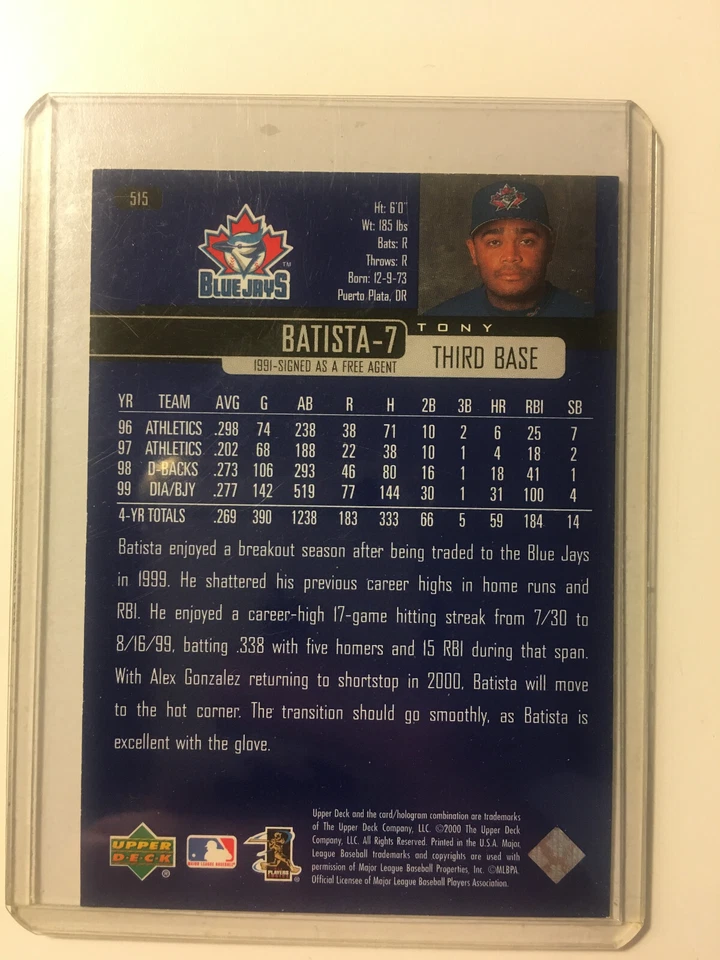 515
BLUE JAYS
TM
Ht: 6'0"
Wt: 185 lbs
Bats: R
Throws: R
Born: 12-9-73
Puerto Plata, DR
TONY
BATISTA-7
THIRD BASE
1991-SIGNED AS A FREE AGENT
YR TEAM AVG G AB R H 2B 3B HR RBI SB
96 ATHLETICS .298 74 238 38 71 10 2 6 25 7
97 ATHLETICS .202 68 188 22 38 10 1 4 18 2
98 D-BACKS .273 106 293 46 80 16 1 18 41 1
99 DIA/BJY .277 142 519 77 144 30 1 31 100 4
4-YR TOTALS .269 390 1238 183 333 66 5 59 184 14
Batista enjoyed a breakout season after being traded to the Blue Jays
in 1999. He shattered his previous career highs in home runs and
RBI. He enjoyed a career-high 17-game hitting streak from 7/30 to
8/16/99, batting .338 with five homers and 15 RBI during that span.
With Alex Gonzalez returning to shortstop in 2000, Batista will move
to the hot corner. The transition should go smoothly, as Batista is
excellent with the glove.
Upper Deck and the card/hologram combination are trademarks
of The Upper Deck Company, LLC. ©2000 The Upper Deck
Company, LLC. All Rights Reserved. Printed in the U.S.A. Major
League Baseball trademarks and copyrights are used with
permission of Major League Baseball Properties, Inc. ©MLBPA
Official Licensee of Major League Baseball Players Association.
UPPER
DECK
®
MAJOR LEAGUE BASEBALL
PLAYERS
®